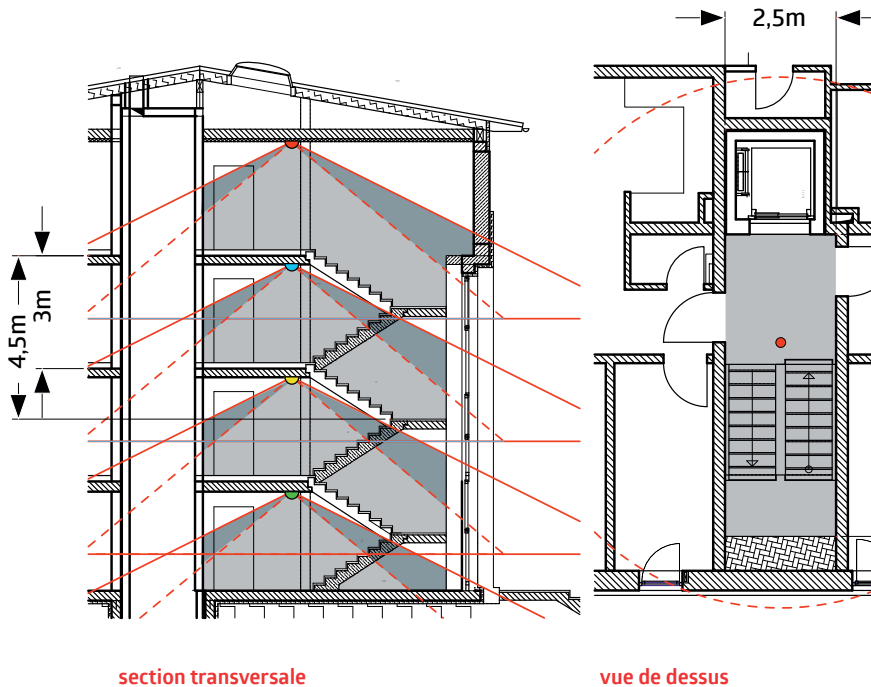 2,5m
4,5m
3m
section transversale
vue de dessus